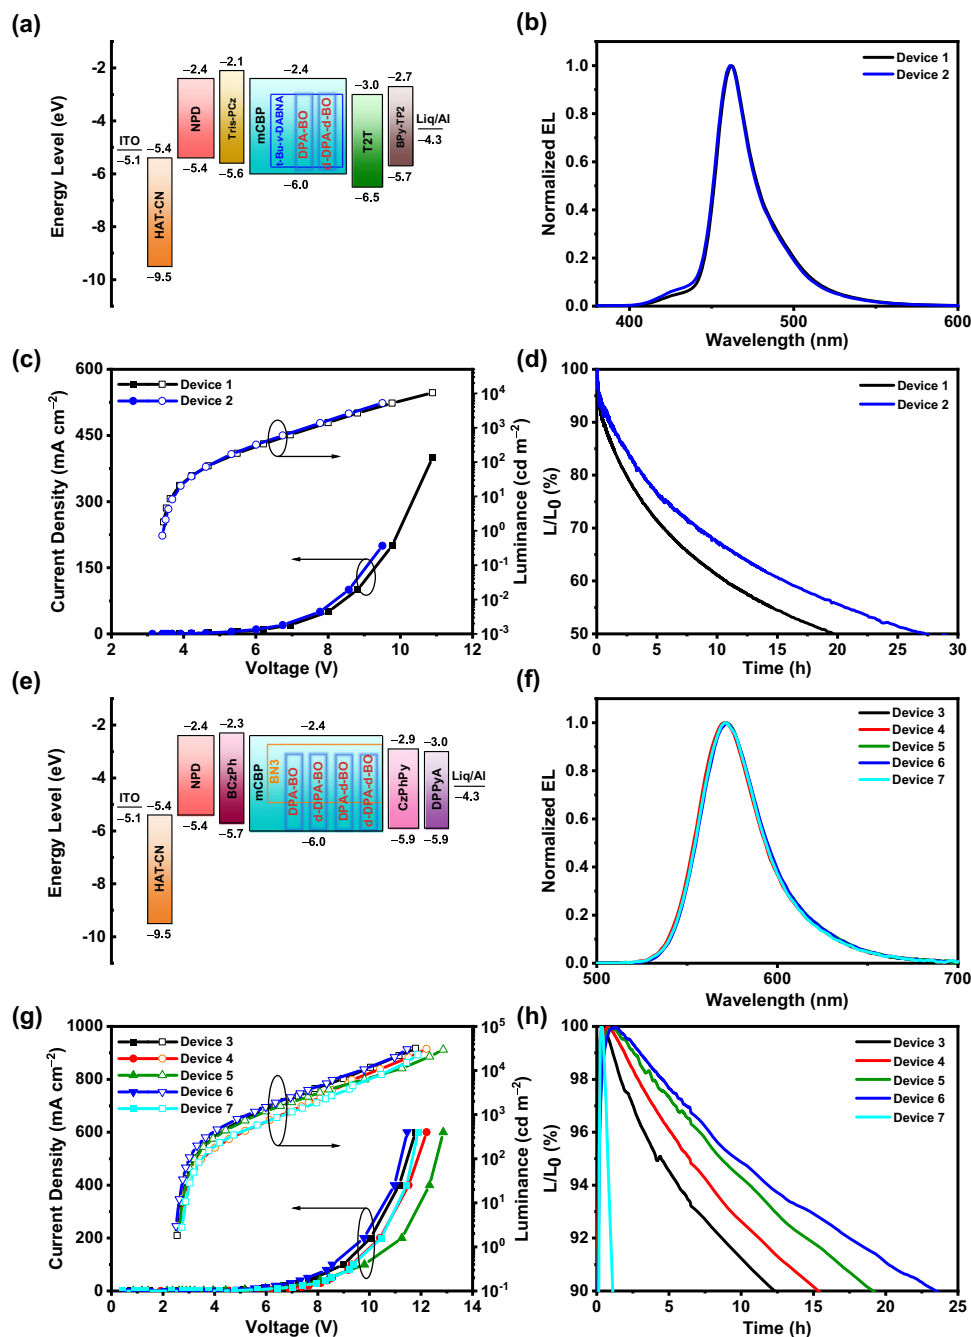 (a)
Energy Level (eV)
-2
-4
-6
-8
-10
ITO
−5.1
−5.4
HAT-CN
−9.5
−2.4
NPD
−5.4
−2.1
Tris-PCz
−5.6
−2.4
mCBP
t-Bu-ν-DABNA
DPA-BO
d-DPA-d-BO
−6.0
−3.0
T2T
−6.5
−2.7
BPy-TP2
−5.7
Liq/Al
−4.3
(b)
Normalized EL
1.0
0.8
0.6
0.4
0.2
0.0
400 500 600
Wavelength (nm)
Device 1
Device 2
(c)
Current Density (mA cm−2)
600
450
300
150
0
2 4 6 8 10 12
Voltage (V)
Luminance (cd m−2)
10^4
10^3
10^2
10^1
10^0
10^-1
10^-2
10^-3
Device 1
Device 2
(d)
L/L0 (%)
100
90
80
70
60
50
0 5 10 15 20 25 30
Time (h)
Device 1
Device 2
(e)
Energy Level (eV)
-2
-4
-6
-8
-10
ITO
−5.1
−5.4
HAT-CN
−9.5
−2.4
NPD
−5.4
−2.3
BCzPh
−5.7
−2.4
mCBP
BN3
DPA-BO
d-DPA-BO
DPA-d-BO
d-DPA-d-BO
−6.0
−2.9
CzPhPy
−5.9
−3.0
DPPyA
−5.9
Liq/Al
−4.3
(f)
Normalized EL
1.0
0.8
0.6
0.4
0.2
0.0
500 600 700
Wavelength (nm)
Device 3
Device 4
Device 5
Device 6
Device 7
(g)
Current Density (mA cm−2)
1000
800
600
400
200
0
0 2 4 6 8 10 12 14
Voltage (V)
Luminance (cd m−2)
10^5
10^4
10^3
10^2
10^1
10^0
10^-1
Device 3
Device 4
Device 5
Device 6
Device 7
(h)
L/L0 (%)
100
98
96
94
92
90
0 5 10 15 20 25
Time (h)
Device 3
Device 4
Device 5
Device 6
Device 7